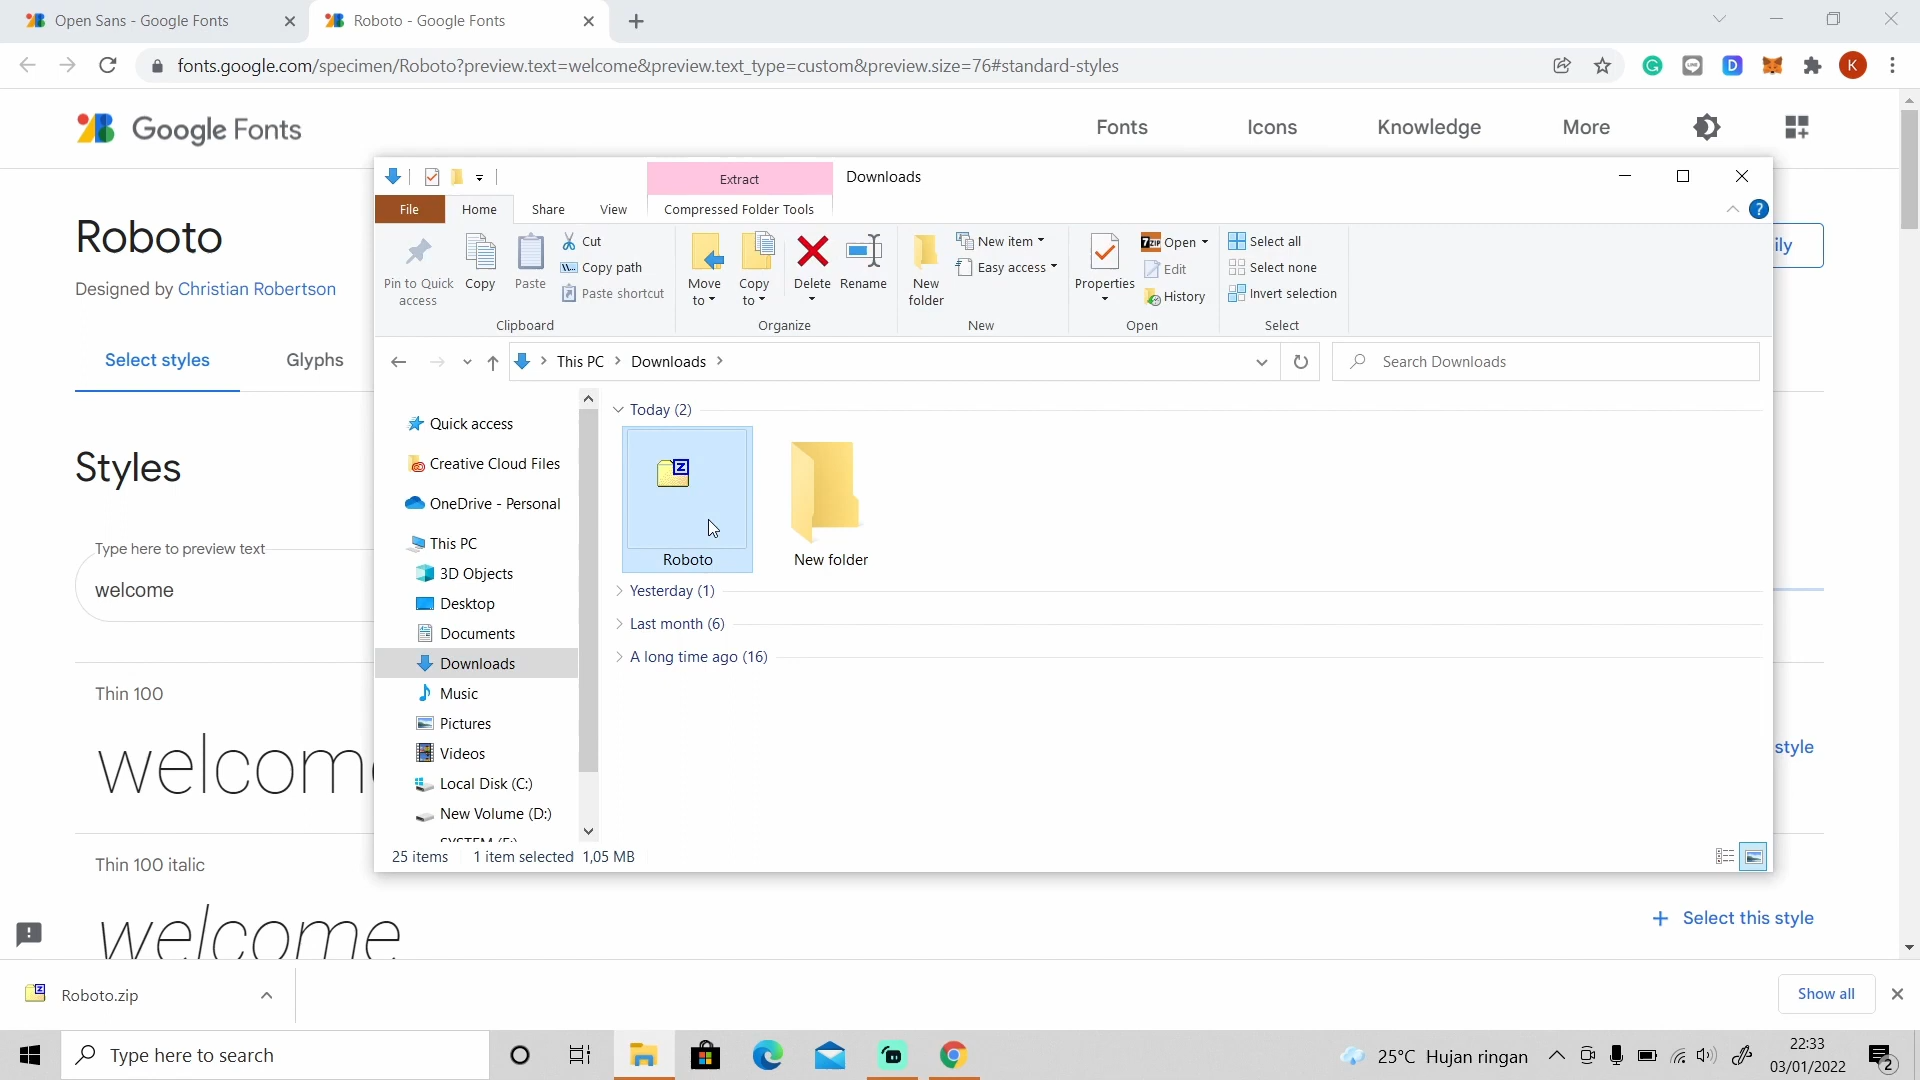 Open Sans - Google Fonts
Roboto - Google Fonts
fonts.google.com/specimen/Roboto?preview.text=welcome&preview.text_type=custom&preview.size=76#standard-styles
K
Google Fonts
Fonts
Icons
Knowledge
More
Roboto
Designed by Christian Robertson
ily
Select styles
Glyphs
Styles
Type here to preview text
welcome
Thin 100
welcome
style
Thin 100 italic
welcome
+ Select this style
Extract
Downloads
File
Home
Share
View
Compressed Folder Tools
Pin to Quick access
Copy
Paste
Cut
Copy path
Paste shortcut
Clipboard
Move to
Copy to
Delete
Rename
Organize
New folder
New item
Easy access
New
Properties
Open
Edit
History
Open
Select all
Select none
Invert selection
Select
This PC
Downloads
Search Downloads
Quick access
Creative Cloud Files
OneDrive - Personal
This PC
3D Objects
Desktop
Documents
Downloads
Music
Pictures
Videos
Local Disk (C:)
New Volume (D:)
Today (2)
Roboto
New folder
Yesterday (1)
Last month (6)
A long time ago (16)
25 items
1 item selected 1,05 MB
Roboto.zip
Show all
Type here to search
25°C Hujan ringan
22:33
03/01/2022
2